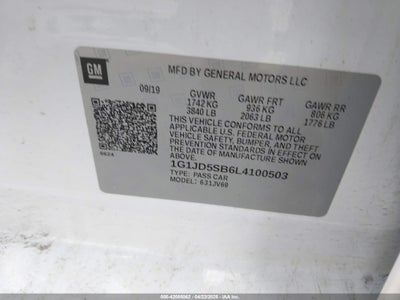 GM
MFD BY GENERAL MOTORS LLC
09/19
GVWR GAWR FRT GAWR RR
1742 KG 936 KG 806 KG
3840 LB 2063 LB 1776 LB
THIS VEHICLE CONFORMS TO ALL
APPLICABLE U.S. FEDERAL MOTOR
VEHICLE SAFETY, BUMPER, AND THEFT
PREVENTION STANDARDS IN EFFECT
ON THE DATE OF MANUFACTURE
SHOWN ABOVE.
1G1JD5SB6L4100503
TYPE: PASS CAR
MODEL: 631JV69